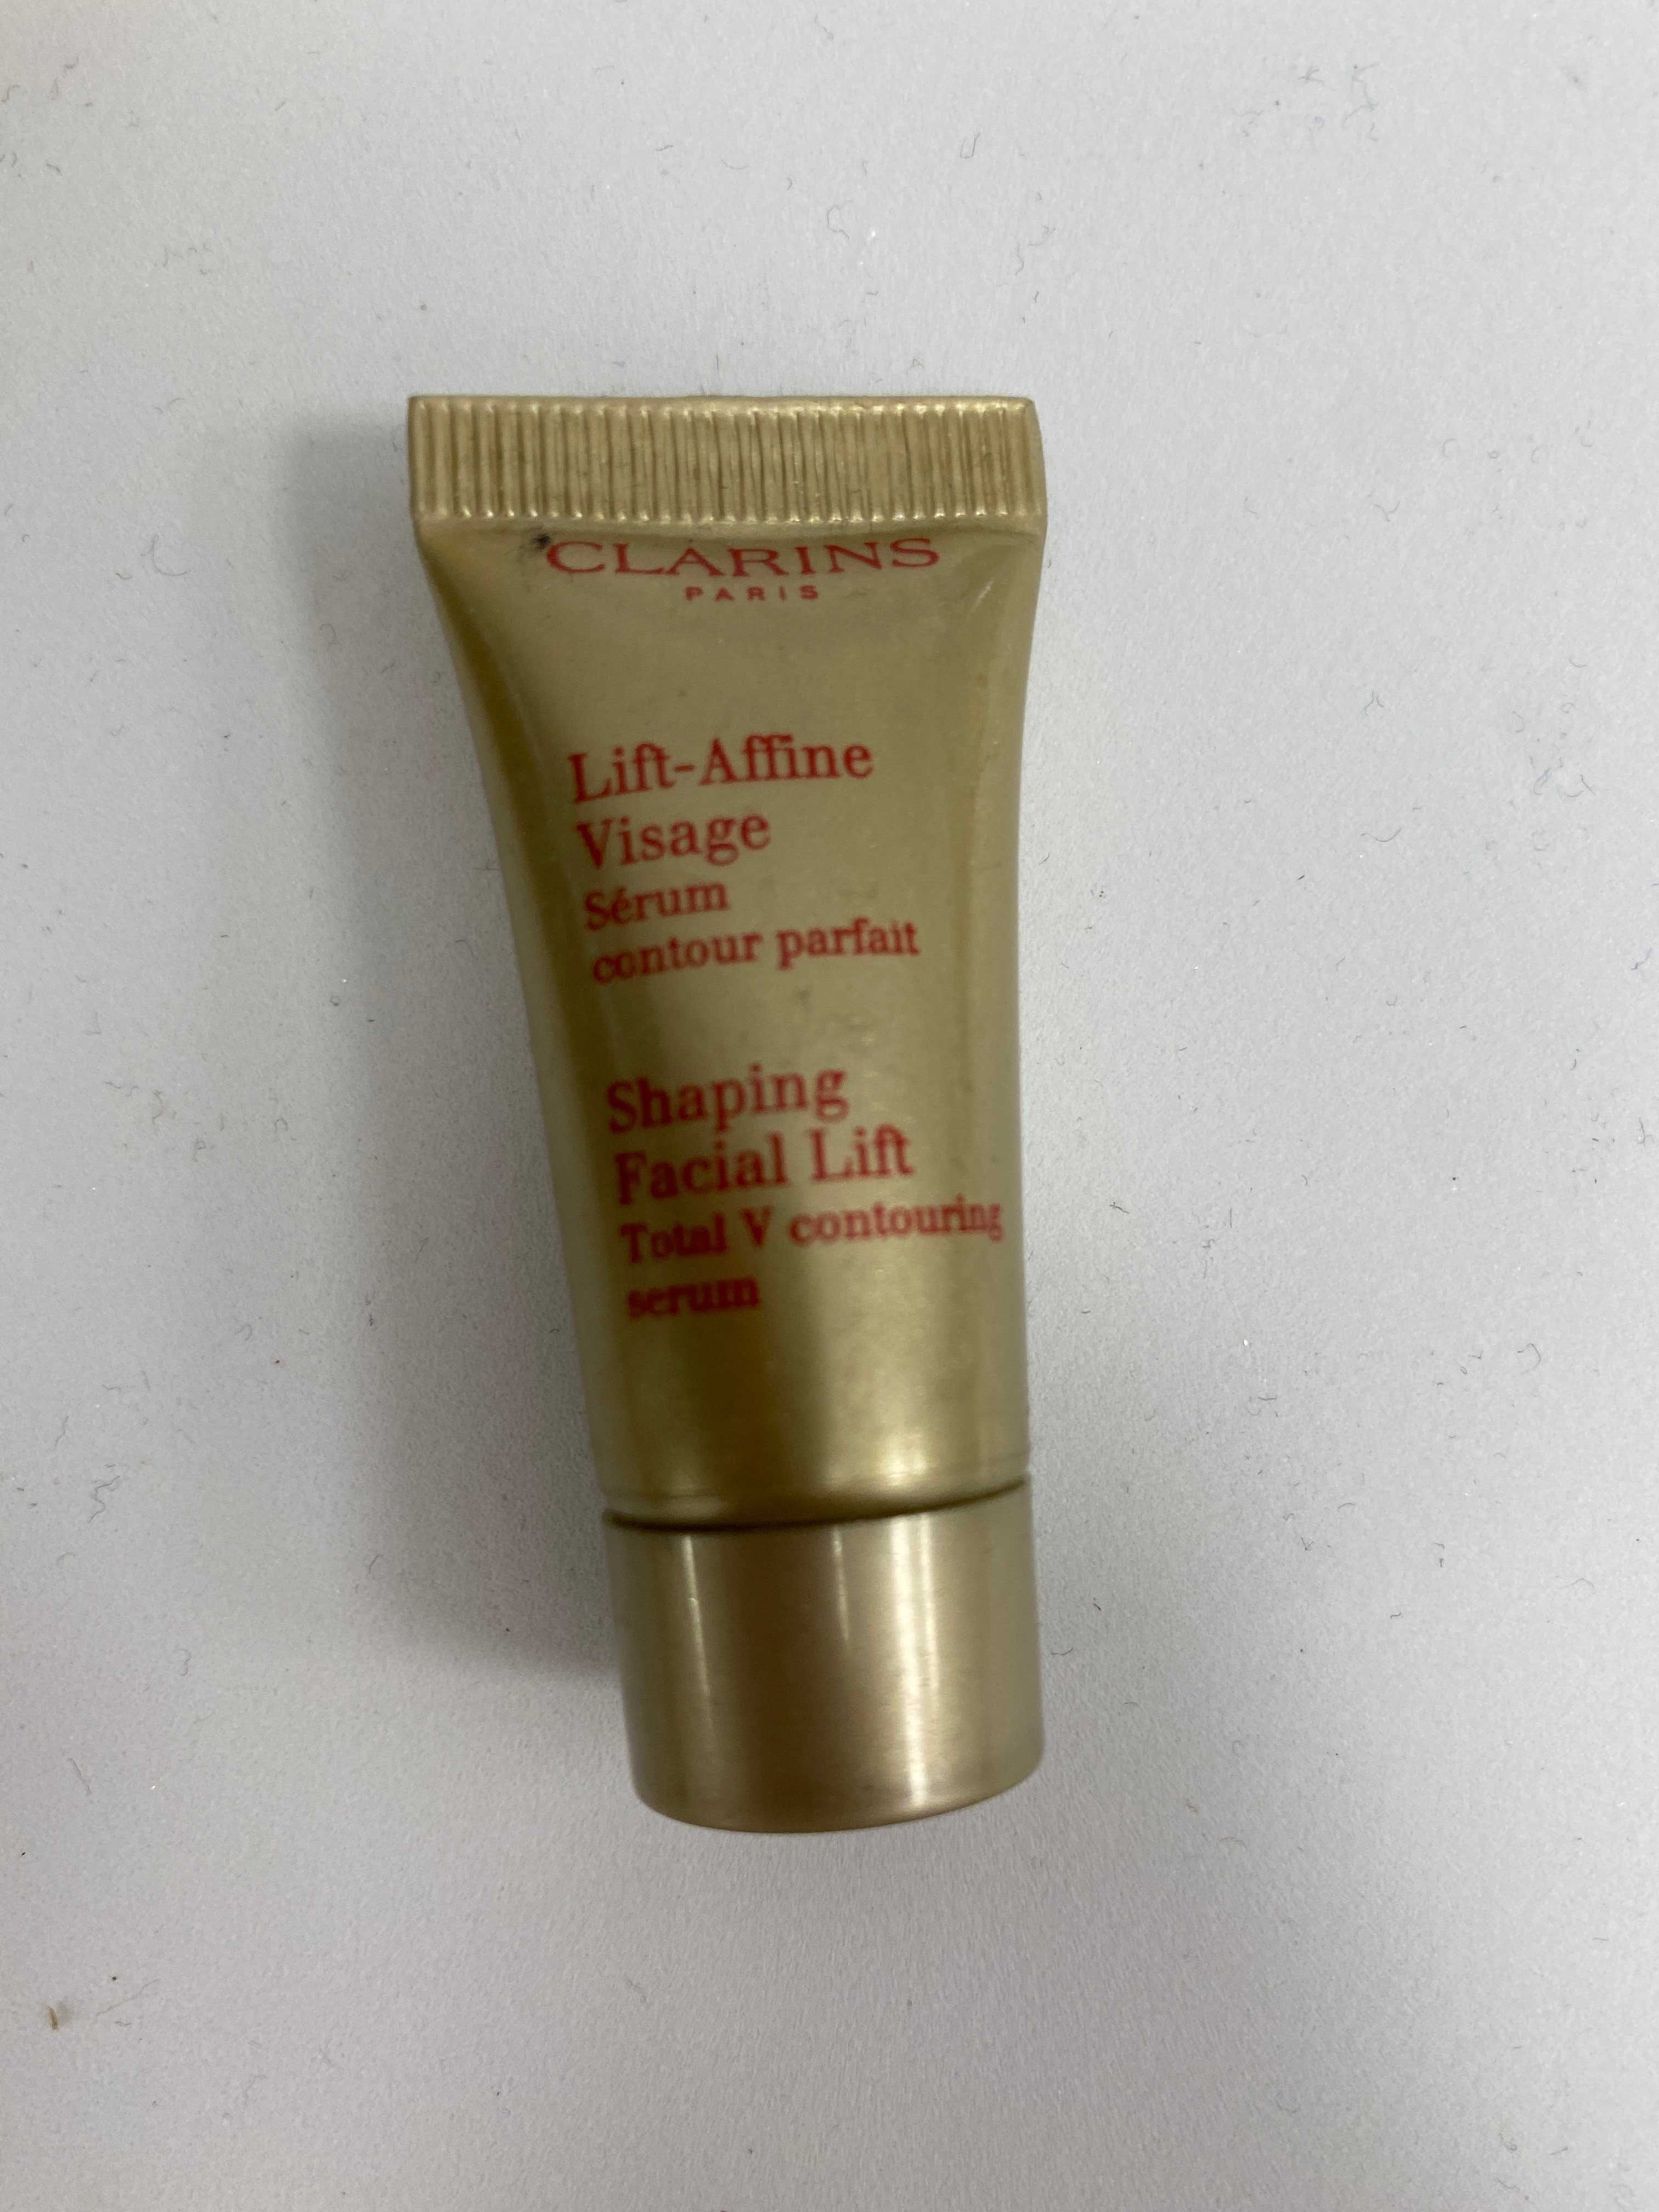 CLARINS
PARIS
Lift-Affine
Visage
Sérum
contour parfait
Shaping
Facial Lift
Total V contouring
serum